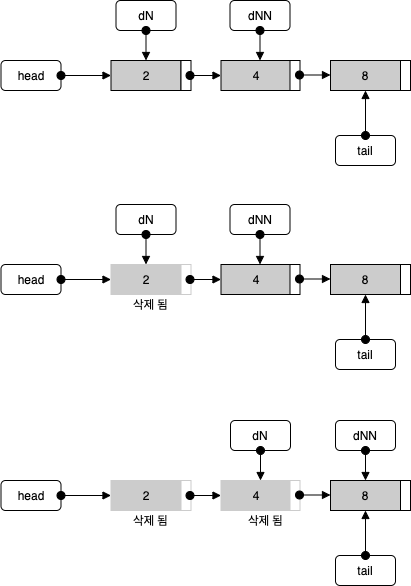 dN dNN
head 2 4 8
tail
dN dNN
head 2 4 8
삭제 됨
tail
dN dNN
head 2 4 8
삭제 됨 삭제 됨
tail